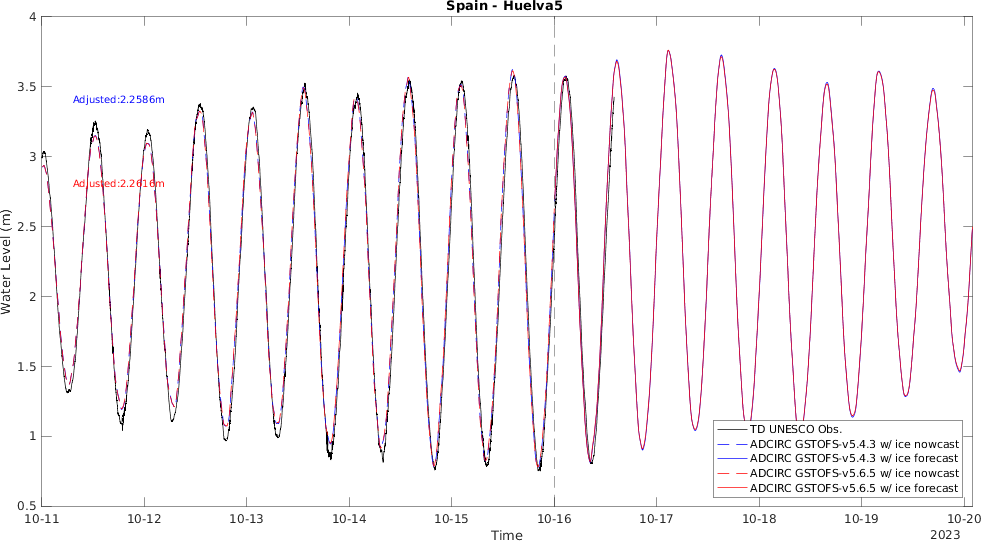 Spain - Huelva5
4
3.5
3
2.5
2
1.5
1
0.5
Water Level (m)
Adjusted:2.2586m
Adjusted:2.2616m
TD UNESCO Obs.
ADCIRC GSTOFS-v5.4.3 w/ ice nowcast
ADCIRC GSTOFS-v5.4.3 w/ ice forecast
ADCIRC GSTOFS-v5.6.5 w/ ice nowcast
ADCIRC GSTOFS-v5.6.5 w/ ice forecast
10-11 10-12 10-13 10-14 10-15 10-16 10-17 10-18 10-19 10-20
Time
2023